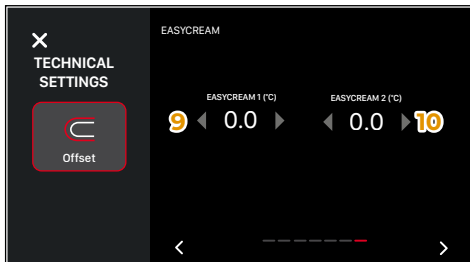 EASYCREAM
TECHNICAL
SETTINGS
Offset
EASYCREAM 1 (°C)
EASYCREAM 2 (°C)
9 0.0
0.0 10